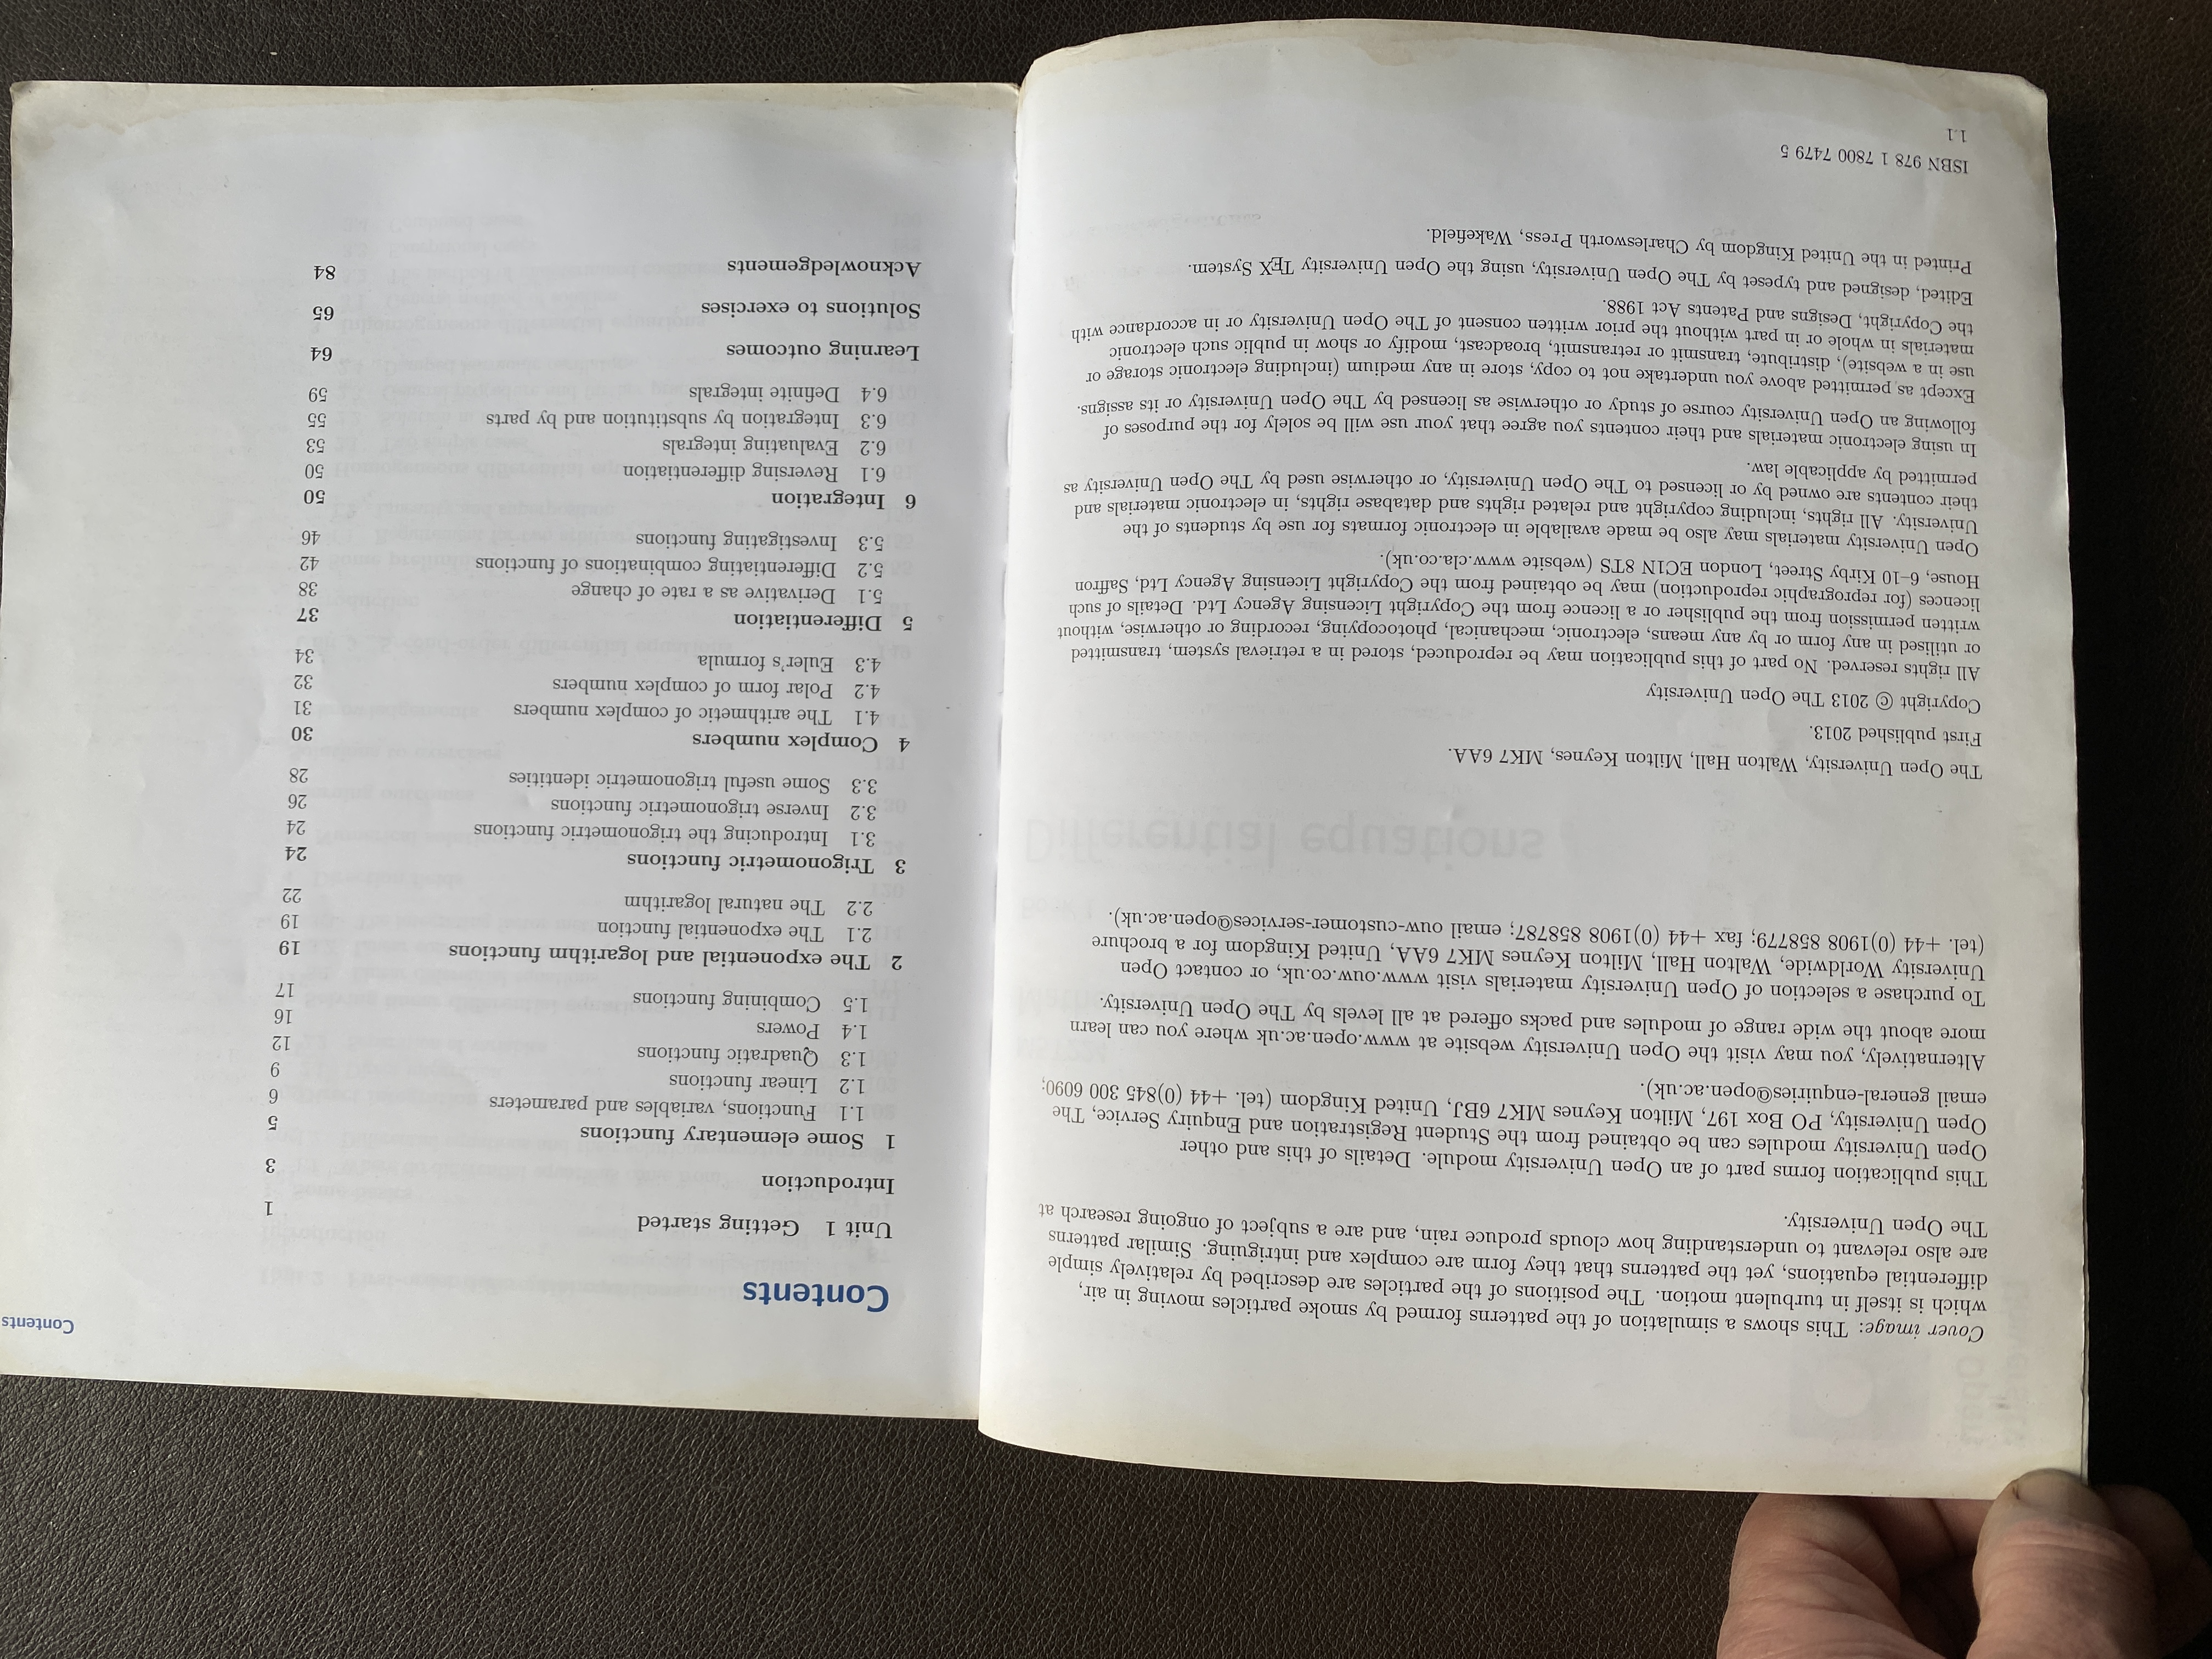 Cover image: This shows a simulation of the patterns formed by smoke particles moving in air,
which is itself in turbulent motion. The positions of the particles are described by relatively simple
differential equations, yet the patterns that they form are complex and intriguing. Similar patterns
are also relevant to understanding how clouds produce rain, and are a subject of ongoing research at
The Open University.
This publication forms part of an Open University module. Details of this and other
Open University modules can be obtained from the Student Registration and Enquiry Service, The
Open University, PO Box 197, Milton Keynes MK7 6BJ, United Kingdom (tel. +44 (0)845 300 6090;
email general-enquiries@open.ac.uk).
Alternatively, you may visit the Open University website at www.open.ac.uk where you can learn
more about the wide range of modules and packs offered at all levels by The Open University.
To purchase a selection of Open University materials visit www.ouw.co.uk, or contact Open
University Worldwide, Walton Hall, Milton Keynes MK7 6AA, United Kingdom for a brochure
(tel. +44 (0)1908 858779; fax +44 (0)1908 858787; email ouw-customer-services@open.ac.uk).
The Open University, Walton Hall, Milton Keynes, MK7 6AA.
First published 2013.
Copyright © 2013 The Open University
All rights reserved. No part of this publication may be reproduced, stored in a retrieval system, transmitted
or utilised in any form or by any means, electronic, mechanical, photocopying, recording or otherwise, without
written permission from the publisher or a licence from the Copyright Licensing Agency Ltd. Details of such
licences (for reprographic reproduction) may be obtained from the Copyright Licensing Agency Ltd, Saffron
House, 6–10 Kirby Street, London EC1N 8TS (website www.cla.co.uk).
Open University materials may also be made available in electronic formats for use by students of the
University. All rights, including copyright and related rights and database rights, in electronic materials and
their contents are owned by or licensed to The Open University, or otherwise used by The Open University as
permitted by applicable law.
In using electronic materials and their contents you agree that your use will be solely for the purposes of
following an Open University course of study or otherwise as licensed by The Open University or its assigns.
Except as permitted above you undertake not to copy, store in any medium (including electronic storage or
use in a website), distribute, transmit or retransmit, broadcast, modify or show in public such electronic
materials in whole or in part without the prior written consent of The Open University or in accordance with
the Copyright, Designs and Patents Act 1988.
Edited, designed and typeset by The Open University, using the Open University TEX System.
Printed in the United Kingdom by Charlesworth Press, Wakefield.
ISBN 978 1 7800 7479 5
1.1
Contents
Contents
Unit 1 Getting started 1
Introduction 3
1 Some elementary functions 5
1.1 Functions, variables and parameters 6
1.2 Linear functions 9
1.3 Quadratic functions 12
1.4 Powers 16
1.5 Combining functions 17
2 The exponential and logarithm functions 19
2.1 The exponential function 19
2.2 The natural logarithm 22
3 Trigonometric functions 24
3.1 Introducing the trigonometric functions 24
3.2 Inverse trigonometric functions 26
3.3 Some useful trigonometric identities 28
4 Complex numbers 30
4.1 The arithmetic of complex numbers 31
4.2 Polar form of complex numbers 32
4.3 Euler's formula 34
5 Differentiation 37
5.1 Derivative as a rate of change 38
5.2 Differentiating combinations of functions 42
5.3 Investigating functions 46
6 Integration 50
6.1 Reversing differentiation 50
6.2 Evaluating integrals 53
6.3 Integration by substitution and by parts 55
6.4 Definite integrals 59
Learning outcomes 64
Solutions to exercises 65
Acknowledgements 84